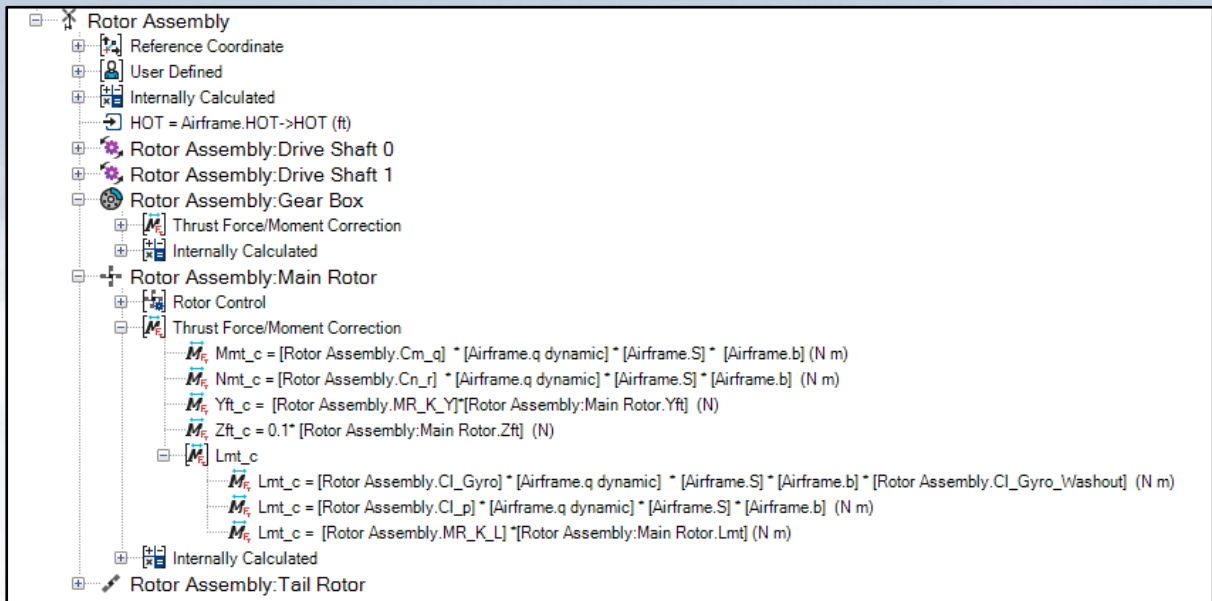 Rotor Assembly
Reference Coordinate
User Defined
Internally Calculated
HOT = Airframe.HOT->HOT (ft)
Rotor Assembly:Drive Shaft 0
Rotor Assembly:Drive Shaft 1
Rotor Assembly:Gear Box
Thrust Force/Moment Correction
Internally Calculated
Rotor Assembly:Main Rotor
Rotor Control
Thrust Force/Moment Correction
Mmt_c = [Rotor Assembly.Cm_q] * [Airframe.q dynamic] * [Airframe.S] * [Airframe.b] (N m)
Nmt_c = [Rotor Assembly.Cn_r] * [Airframe.q dynamic] * [Airframe.S] * [Airframe.b] (N m)
Yft_c = [Rotor Assembly.MR_K_Y]*[Rotor Assembly:Main Rotor.Yft] (N)
Zft_c = 0.1* [Rotor Assembly:Main Rotor.Zft] (N)
Lmt_c
Lmt_c = [Rotor Assembly.Cl_Gyro] * [Airframe.q dynamic] * [Airframe.S] * [Airframe.b] * [Rotor Assembly.Cl_Gyro_Washout] (N m)
Lmt_c = [Rotor Assembly.Cl_p] * [Airframe.q dynamic] * [Airframe.S] * [Airframe.b] (N m)
Lmt_c = [Rotor Assembly.MR_K_L] *[Rotor Assembly:Main Rotor.Lmt] (N m)
Internally Calculated
Rotor Assembly:Tail Rotor